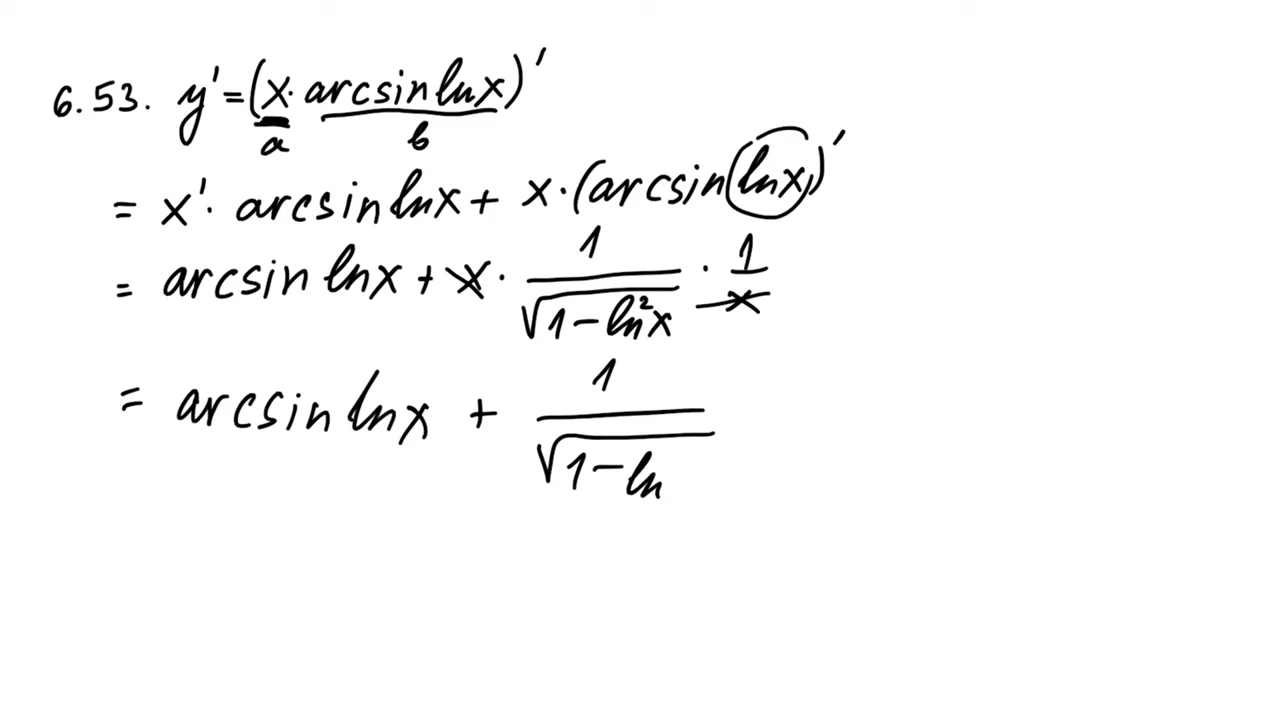 6.53. y' = (x · arcsin ln x)'
a b
= x' · arcsin ln x + x · (arcsin(ln x))'
= arcsin ln x + x · 1/√(1 - ln²x) · 1/x
= arcsin ln x + 1/√(1 - ln